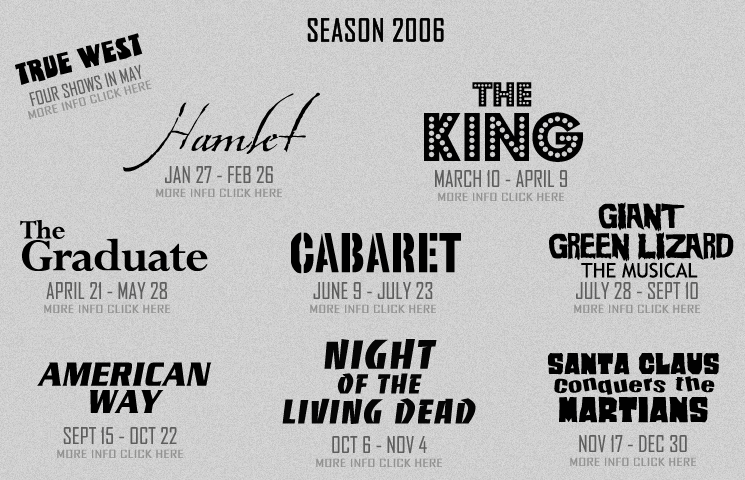 SEASON 2006
TRUE WEST
FOUR SHOWS IN MAY
MORE INFO CLICK HERE
Hamlet
JAN 27 - FEB 26
MORE INFO CLICK HERE
THE
KING
MARCH 10 - APRIL 9
MORE INFO CLICK HERE
The
Graduate
APRIL 21 - MAY 28
MORE INFO CLICK HERE
CABARET
JUNE 9 - JULY 23
MORE INFO CLICK HERE
GIANT
GREEN LIZARD
THE MUSICAL
JULY 28 - SEPT 10
MORE INFO CLICK HERE
AMERICAN
WAY
SEPT 15 - OCT 22
MORE INFO CLICK HERE
NIGHT
OF THE
LIVING DEAD
OCT 6 - NOV 4
MORE INFO CLICK HERE
SANTA CLAUS
conquers the
MARTIANS
NOV 17 - DEC 30
MORE INFO CLICK HERE